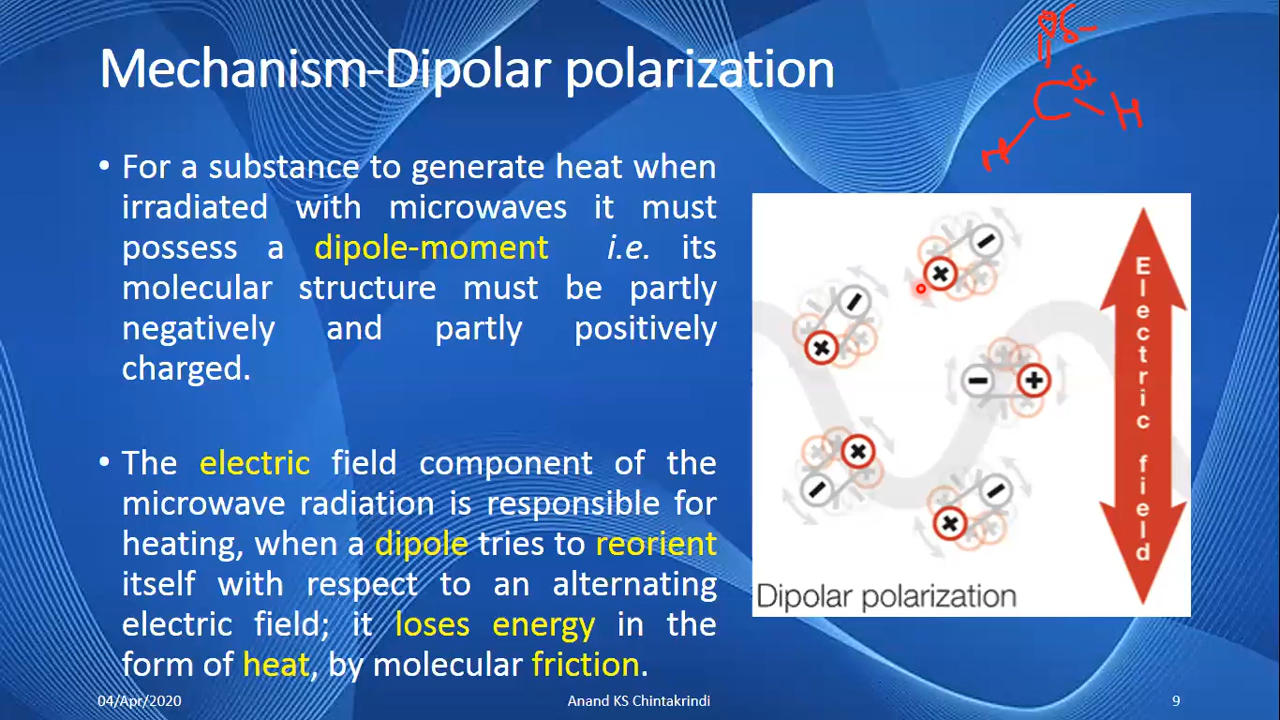 Mechanism-Dipolar polarization
Oδ-
||
C δ+
H
H
• For a substance to generate heat when
irradiated with microwaves it must
possess a dipole-moment i.e. its
molecular structure must be partly
negatively and partly positively
charged.
• The electric field component of the
microwave radiation is responsible for
heating, when a dipole tries to reorient
itself with respect to an alternating
electric field; it loses energy in the
form of heat, by molecular friction.
Electric field
Dipolar polarization
04/Apr/2020
Anand KS Chintakrindi
9